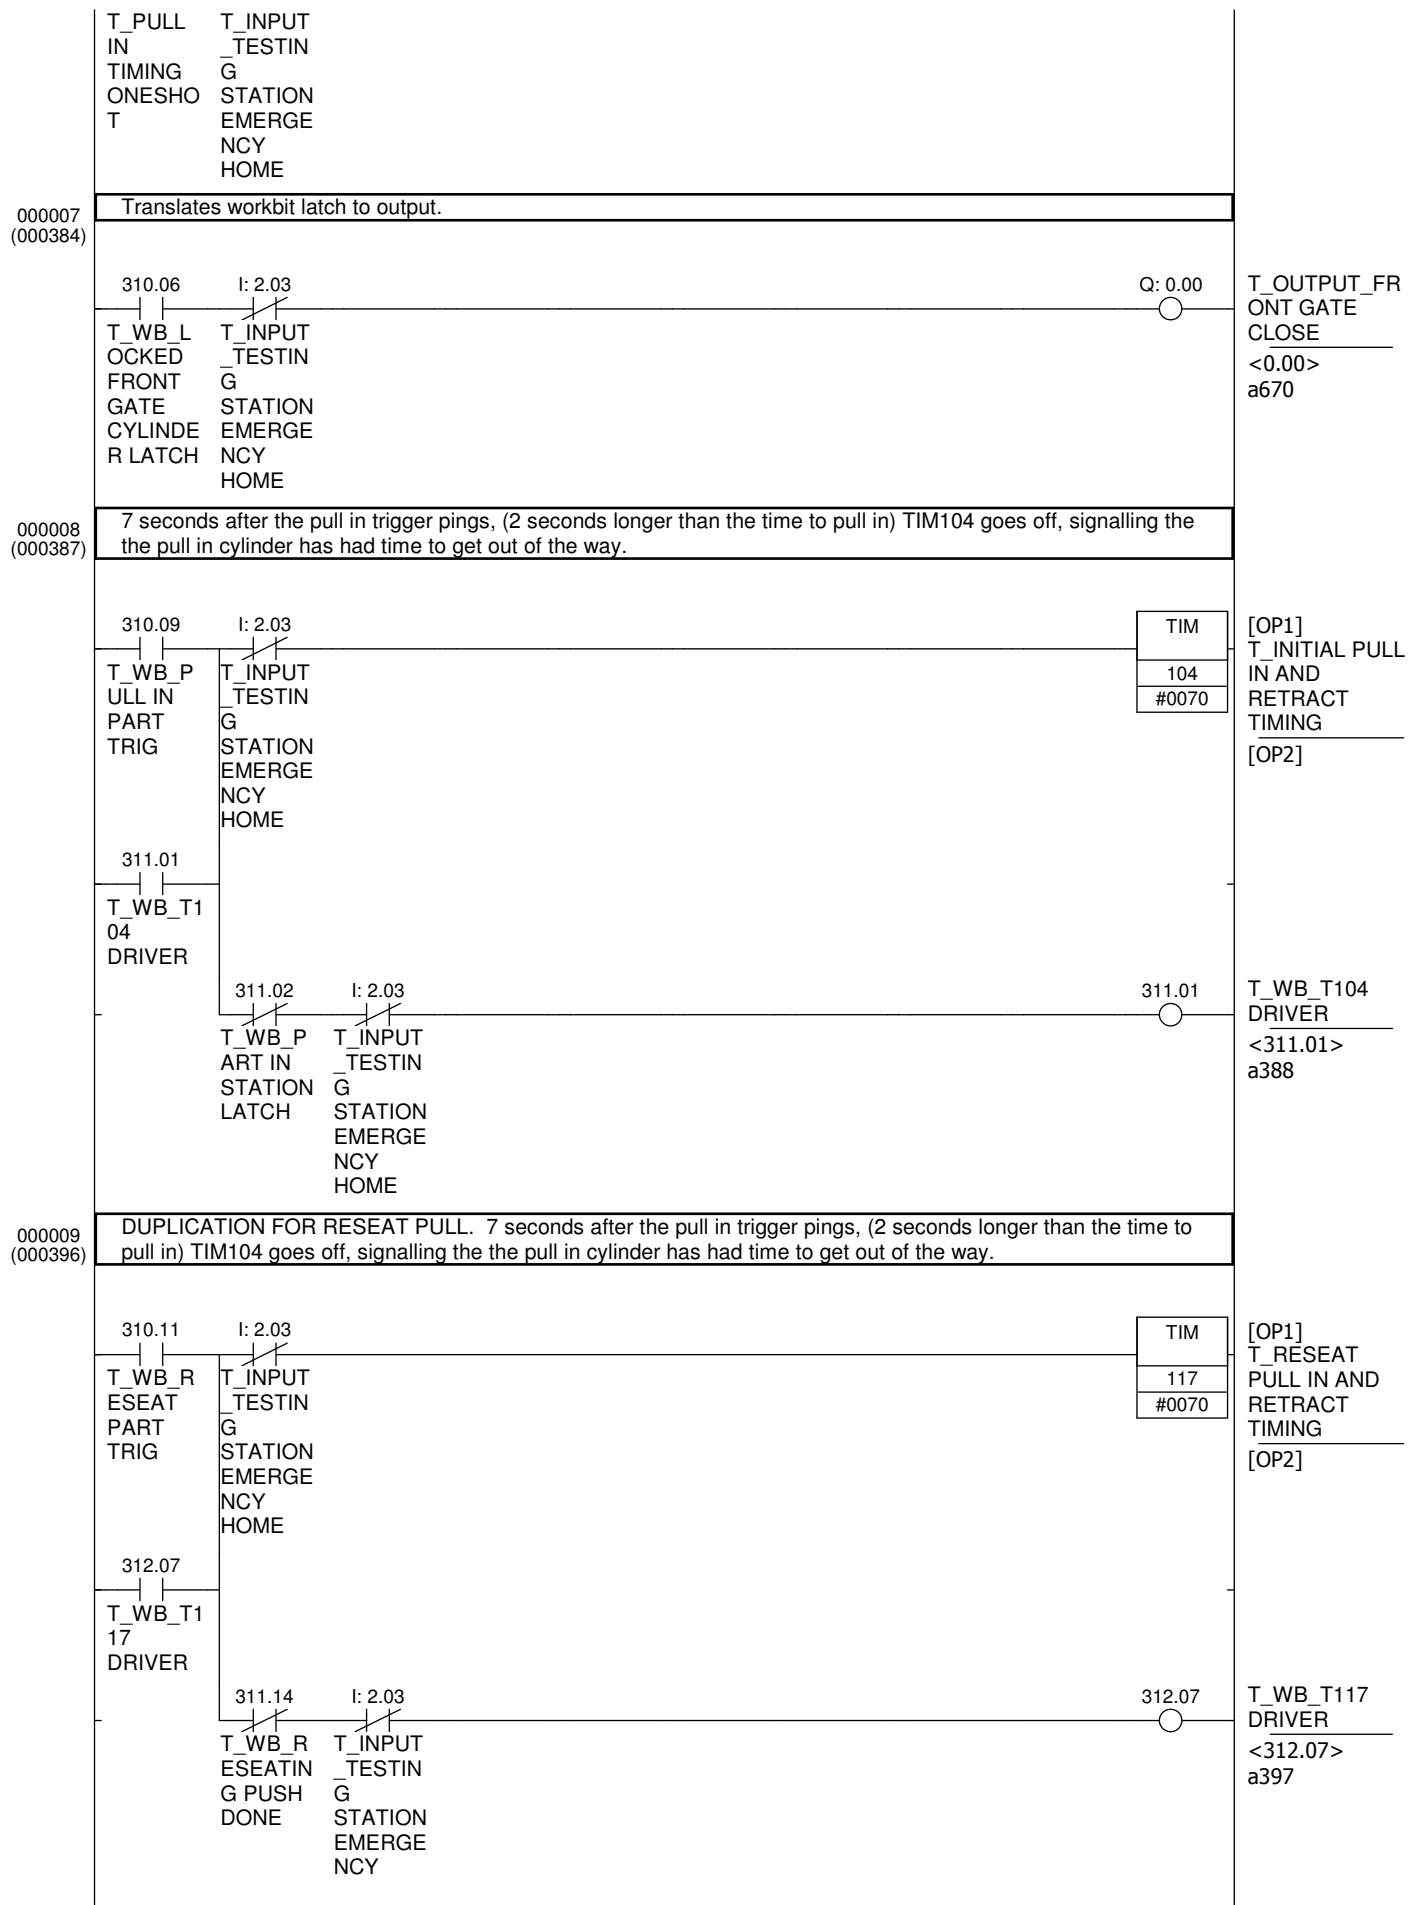 T_PULL
IN
TIMING
ONESHO
T
T_INPUT
_TESTIN
G
STATION
EMERGE
NCY
HOME
000007
(000384)
Translates workbit latch to output.
310.06
I: 2.03
Q: 0.00
T_WB_L
OCKED
FRONT
GATE
CYLINDE
R LATCH
T_INPUT
_TESTIN
G
STATION
EMERGE
NCY
HOME
T_OUTPUT_FR
ONT GATE
CLOSE
<0.00>
a670
000008
(000387)
7 seconds after the pull in trigger pings, (2 seconds longer than the time to pull in) TIM104 goes off, signalling the
the pull in cylinder has had time to get out of the way.
310.09
I: 2.03
T_WB_P
ULL IN
PART
TRIG
T_INPUT
_TESTIN
G
STATION
EMERGE
NCY
HOME
TIM
104
#0070
[OP1]
T_INITIAL PULL
IN AND
RETRACT
TIMING
[OP2]
311.01
T_WB_T1
04
DRIVER
311.02
I: 2.03
311.01
T_WB_P
ART IN
STATION
LATCH
T_INPUT
_TESTIN
G
STATION
EMERGE
NCY
HOME
T_WB_T104
DRIVER
<311.01>
a388
000009
(000396)
DUPLICATION FOR RESEAT PULL.  7 seconds after the pull in trigger pings, (2 seconds longer than the time to
pull in) TIM104 goes off, signalling the the pull in cylinder has had time to get out of the way.
310.11
I: 2.03
T_WB_R
ESEAT
PART
TRIG
T_INPUT
_TESTIN
G
STATION
EMERGE
NCY
HOME
TIM
117
#0070
[OP1]
T_RESEAT
PULL IN AND
RETRACT
TIMING
[OP2]
312.07
T_WB_T1
17
DRIVER
311.14
I: 2.03
312.07
T_WB_R
ESEATIN
G PUSH
DONE
T_INPUT
_TESTIN
G
STATION
EMERGE
NCY
T_WB_T117
DRIVER
<312.07>
a397